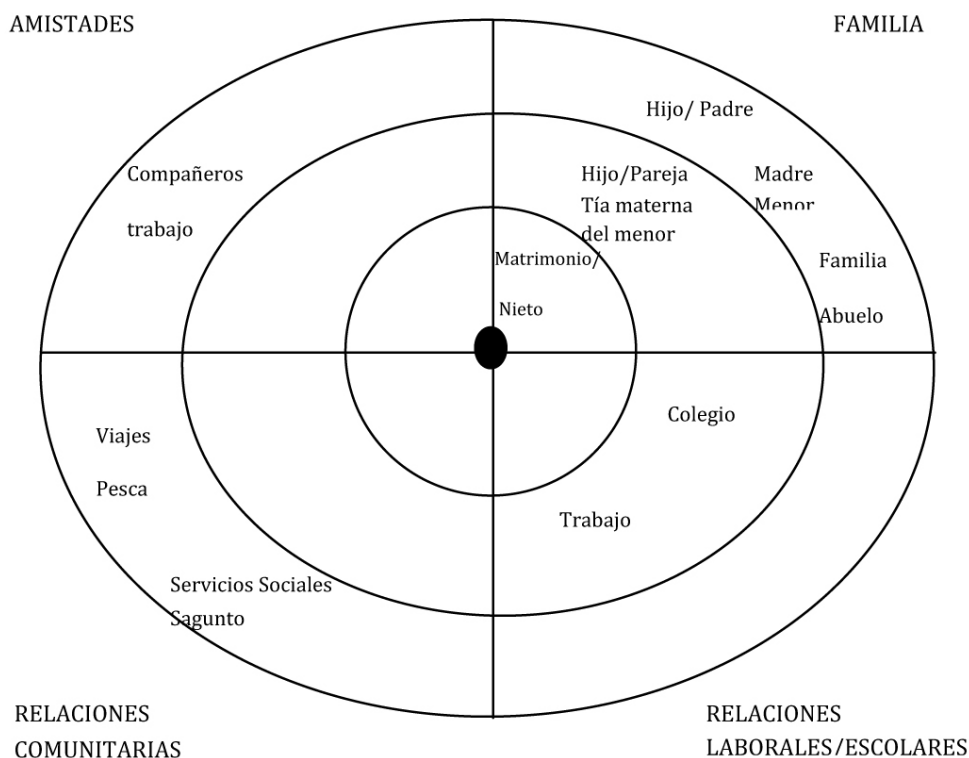 AMISTADES
FAMILIA
Hijo/ Padre
Compañeros
trabajo
Hijo/Pareja
Tía materna
del menor
Madre
Menor
Matrimonio/
Nieto
Familia
Abuelo
Viajes
Pesca
Colegio
Trabajo
Servicios Sociales
Sagunto
RELACIONES
COMUNITARIAS
RELACIONES
LABORALES/ESCOLARES